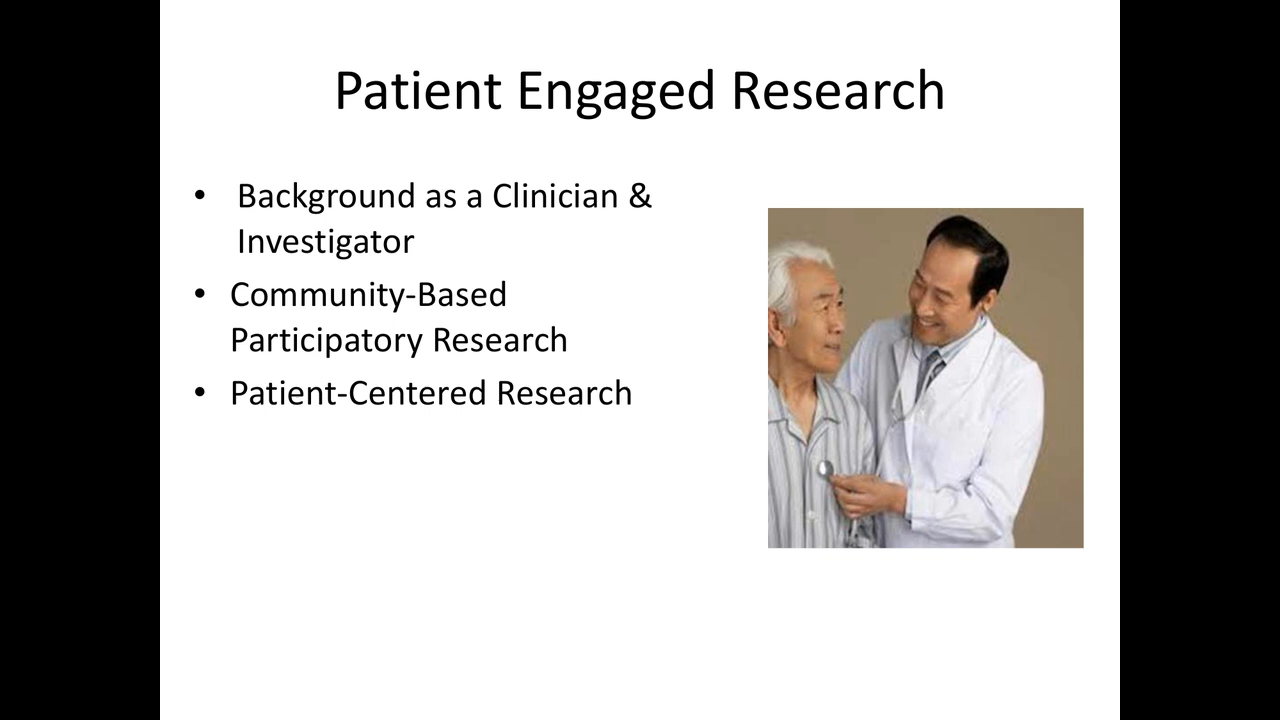 Patient Engaged Research
• Background as a Clinician &
Investigator
• Community-Based
Participatory Research
• Patient-Centered Research